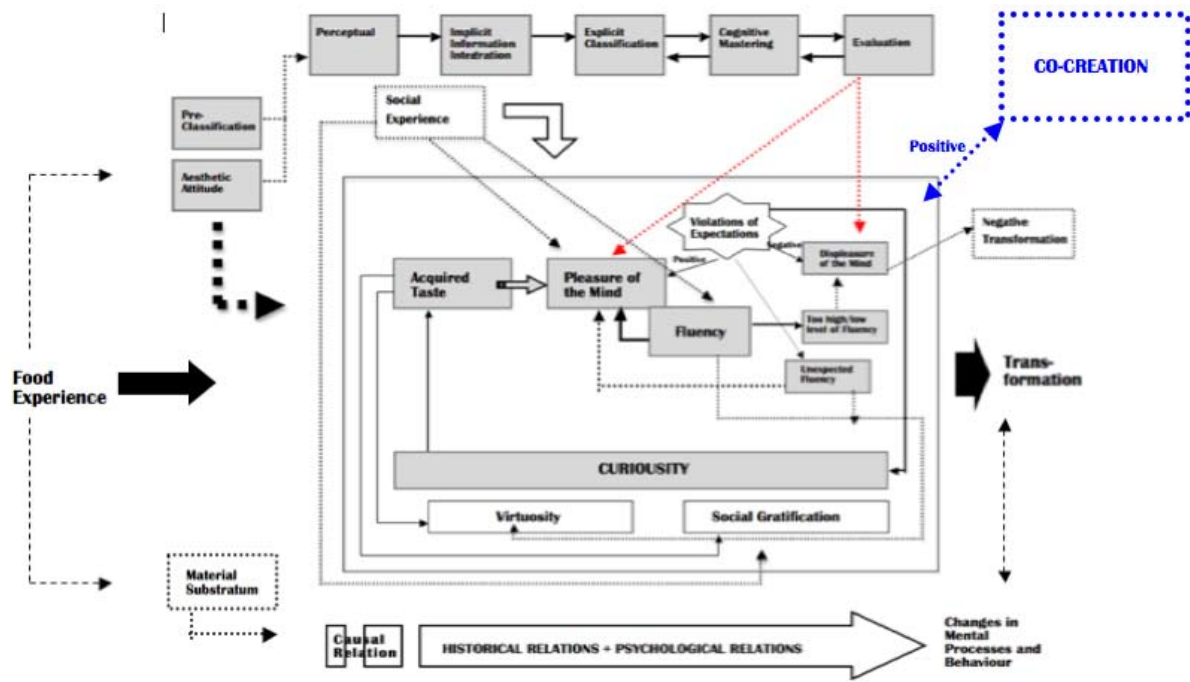 Perceptual
Implicit
Information
Integration
Explicit
Classification
Cognitive
Mastering
Evaluation
CO-CREATION
Pre-
Classification
Social
Experience
Positive
Aesthetic
Attitude
Violations of
Expectations
Negative
Positive
Displeasure
of the Mind
Negative
Transformation
Acquired
Taste
Pleasure of
the Mind
Fluency
Too high/low
level of Fluency
Unexpected
Fluency
Food
Experience
Trans-
formation
CURIOUSITY
Virtuosity
Social Gratification
Material
Substratum
Causal
Relation
HISTORICAL RELATIONS + PSYCHOLOGICAL RELATIONS
Changes in
Mental
Processes and
Behaviour